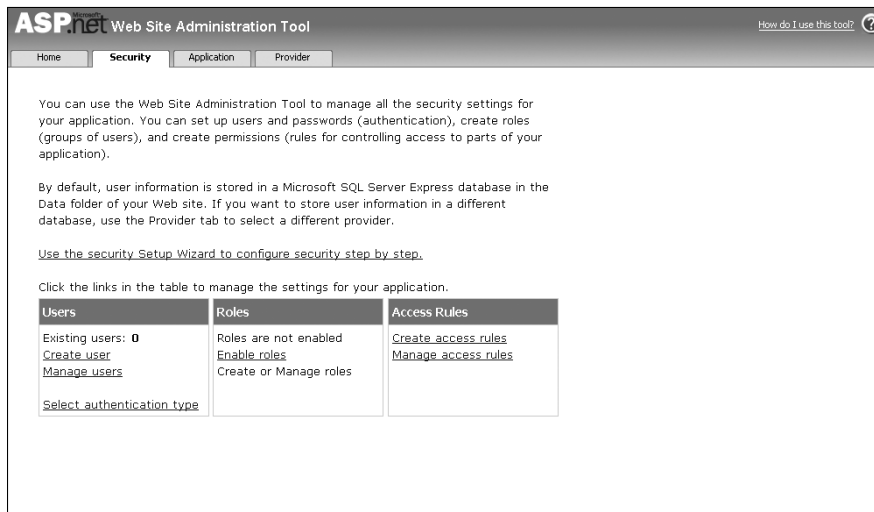 Microsoft
ASP.net Web Site Administration Tool
How do I use this tool? ?
Home Security Application Provider
You can use the Web Site Administration Tool to manage all the security settings for
your application. You can set up users and passwords (authentication), create roles
(groups of users), and create permissions (rules for controlling access to parts of your
application).
By default, user information is stored in a Microsoft SQL Server Express database in the
Data folder of your Web site. If you want to store user information in a different
database, use the Provider tab to select a different provider.
Use the security Setup Wizard to configure security step by step.
Click the links in the table to manage the settings for your application.
Users
Existing users: 0
Create user
Manage users
Select authentication type
Roles
Roles are not enabled
Enable roles
Create or Manage roles
Access Rules
Create access rules
Manage access rules